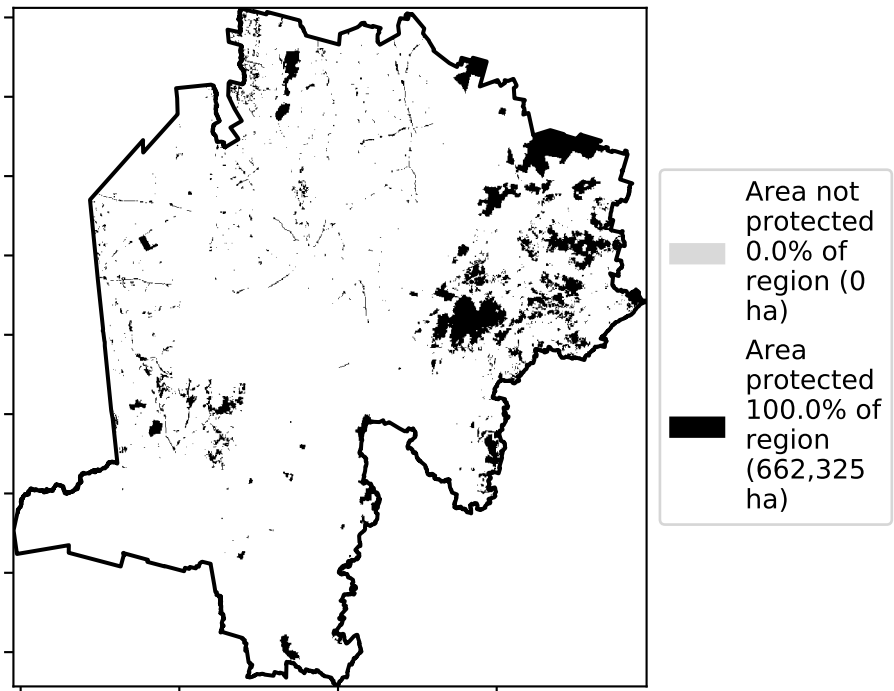 Area not
protected
0.0% of
region (0
ha)
Area
protected
100.0% of
region
(662,325
ha)